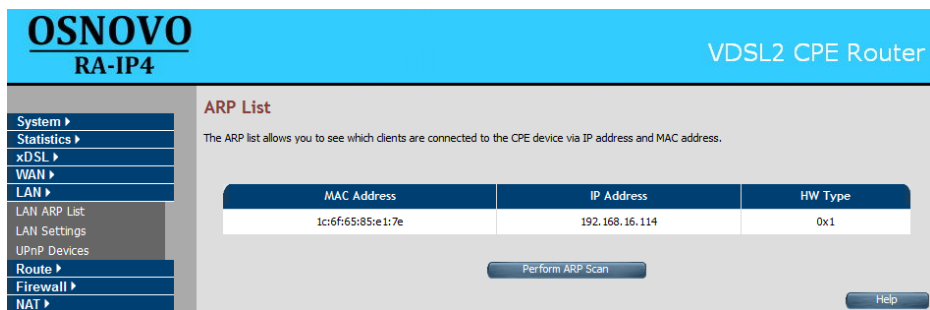 OSNOVO
RA-IP4
VDSL2 CPE Router
System
Statistics
xDSL
WAN
LAN
LAN ARP List
LAN Settings
UPnP Devices
Route
Firewall
NAT
ARP List
The ARP list allows you to see which clients are connected to the CPE device via IP address and MAC address.
MAC Address IP Address HW Type
1c:6f:65:85:e1:7e 192.168.16.114 0x1
Perform ARP Scan
Help